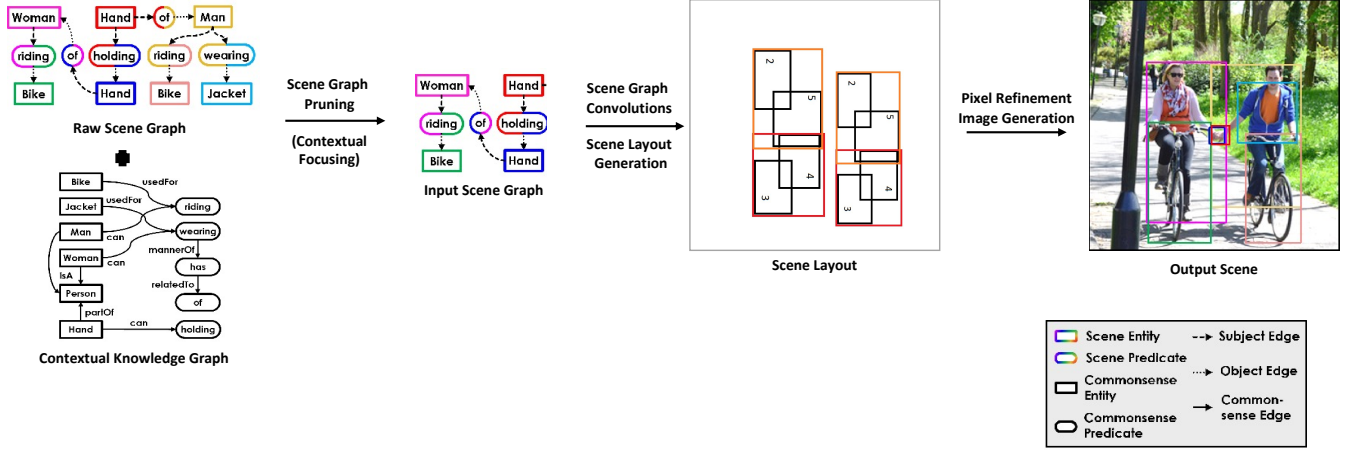 Woman
Hand
of
Man
riding
of
holding
riding
wearing
Bike
Hand
Bike
Jacket
Raw Scene Graph
Bike
usedFor
Jacket
usedFor
riding
Man
can
wearing
Woman
can
mannerOf
IsA
has
Person
relatedTo
partOf
of
Hand
can
holding
Contextual Knowledge Graph
Scene Graph
Pruning
(Contextual
Focusing)
Woman
Hand
riding
of
holding
Bike
Hand
Input Scene Graph
Scene Graph
Convolutions
Scene Layout
Generation
2
5
4
3
2
5
4
3
Scene Layout
Pixel Refinement
Image Generation
Output Scene
Scene Entity
Scene Predicate
Commonsense
Entity
Commonsense
Predicate
Subject Edge
Object Edge
Common-
sense Edge